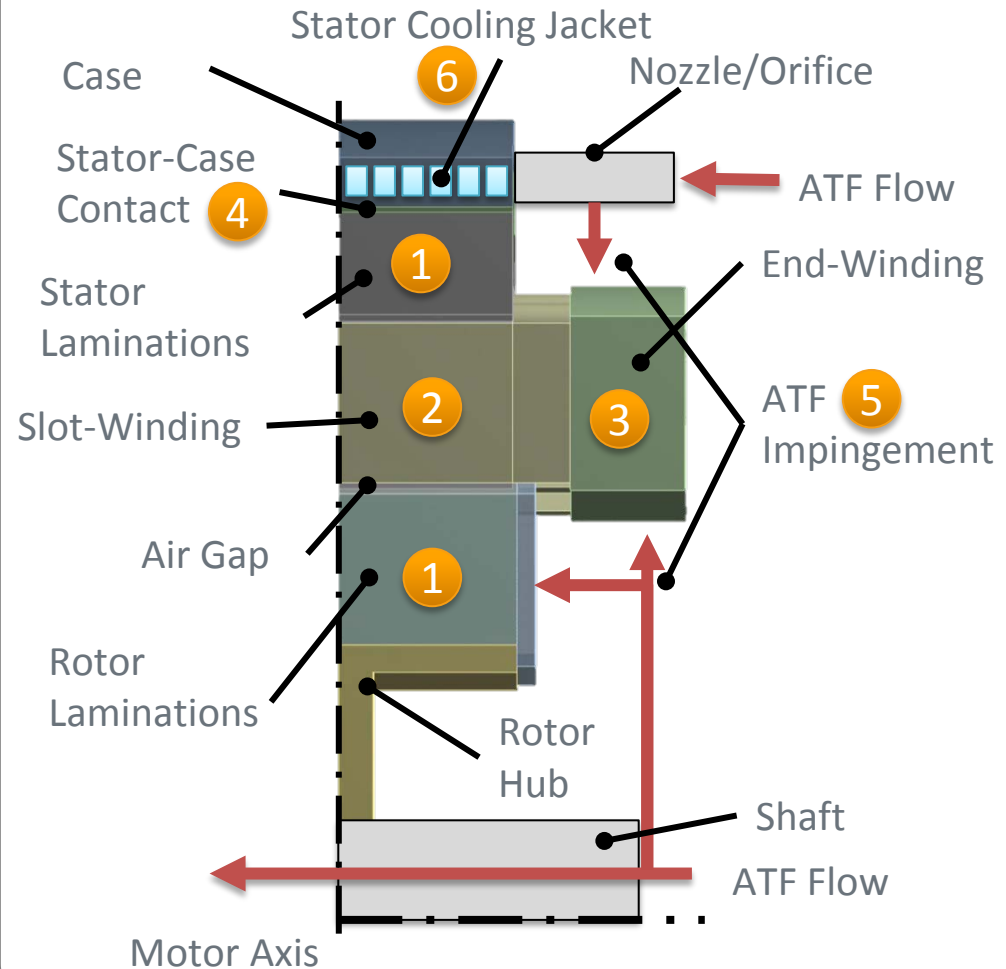 Stator Cooling Jacket
6
Case
Nozzle/Orifice
Stator-Case
Contact 4
ATF Flow
1
End-Winding
Stator
Laminations
2
3
ATF 5
Impingement
Slot-Winding
Air Gap
1
Rotor
Laminations
Rotor
Hub
Shaft
ATF Flow
Motor Axis